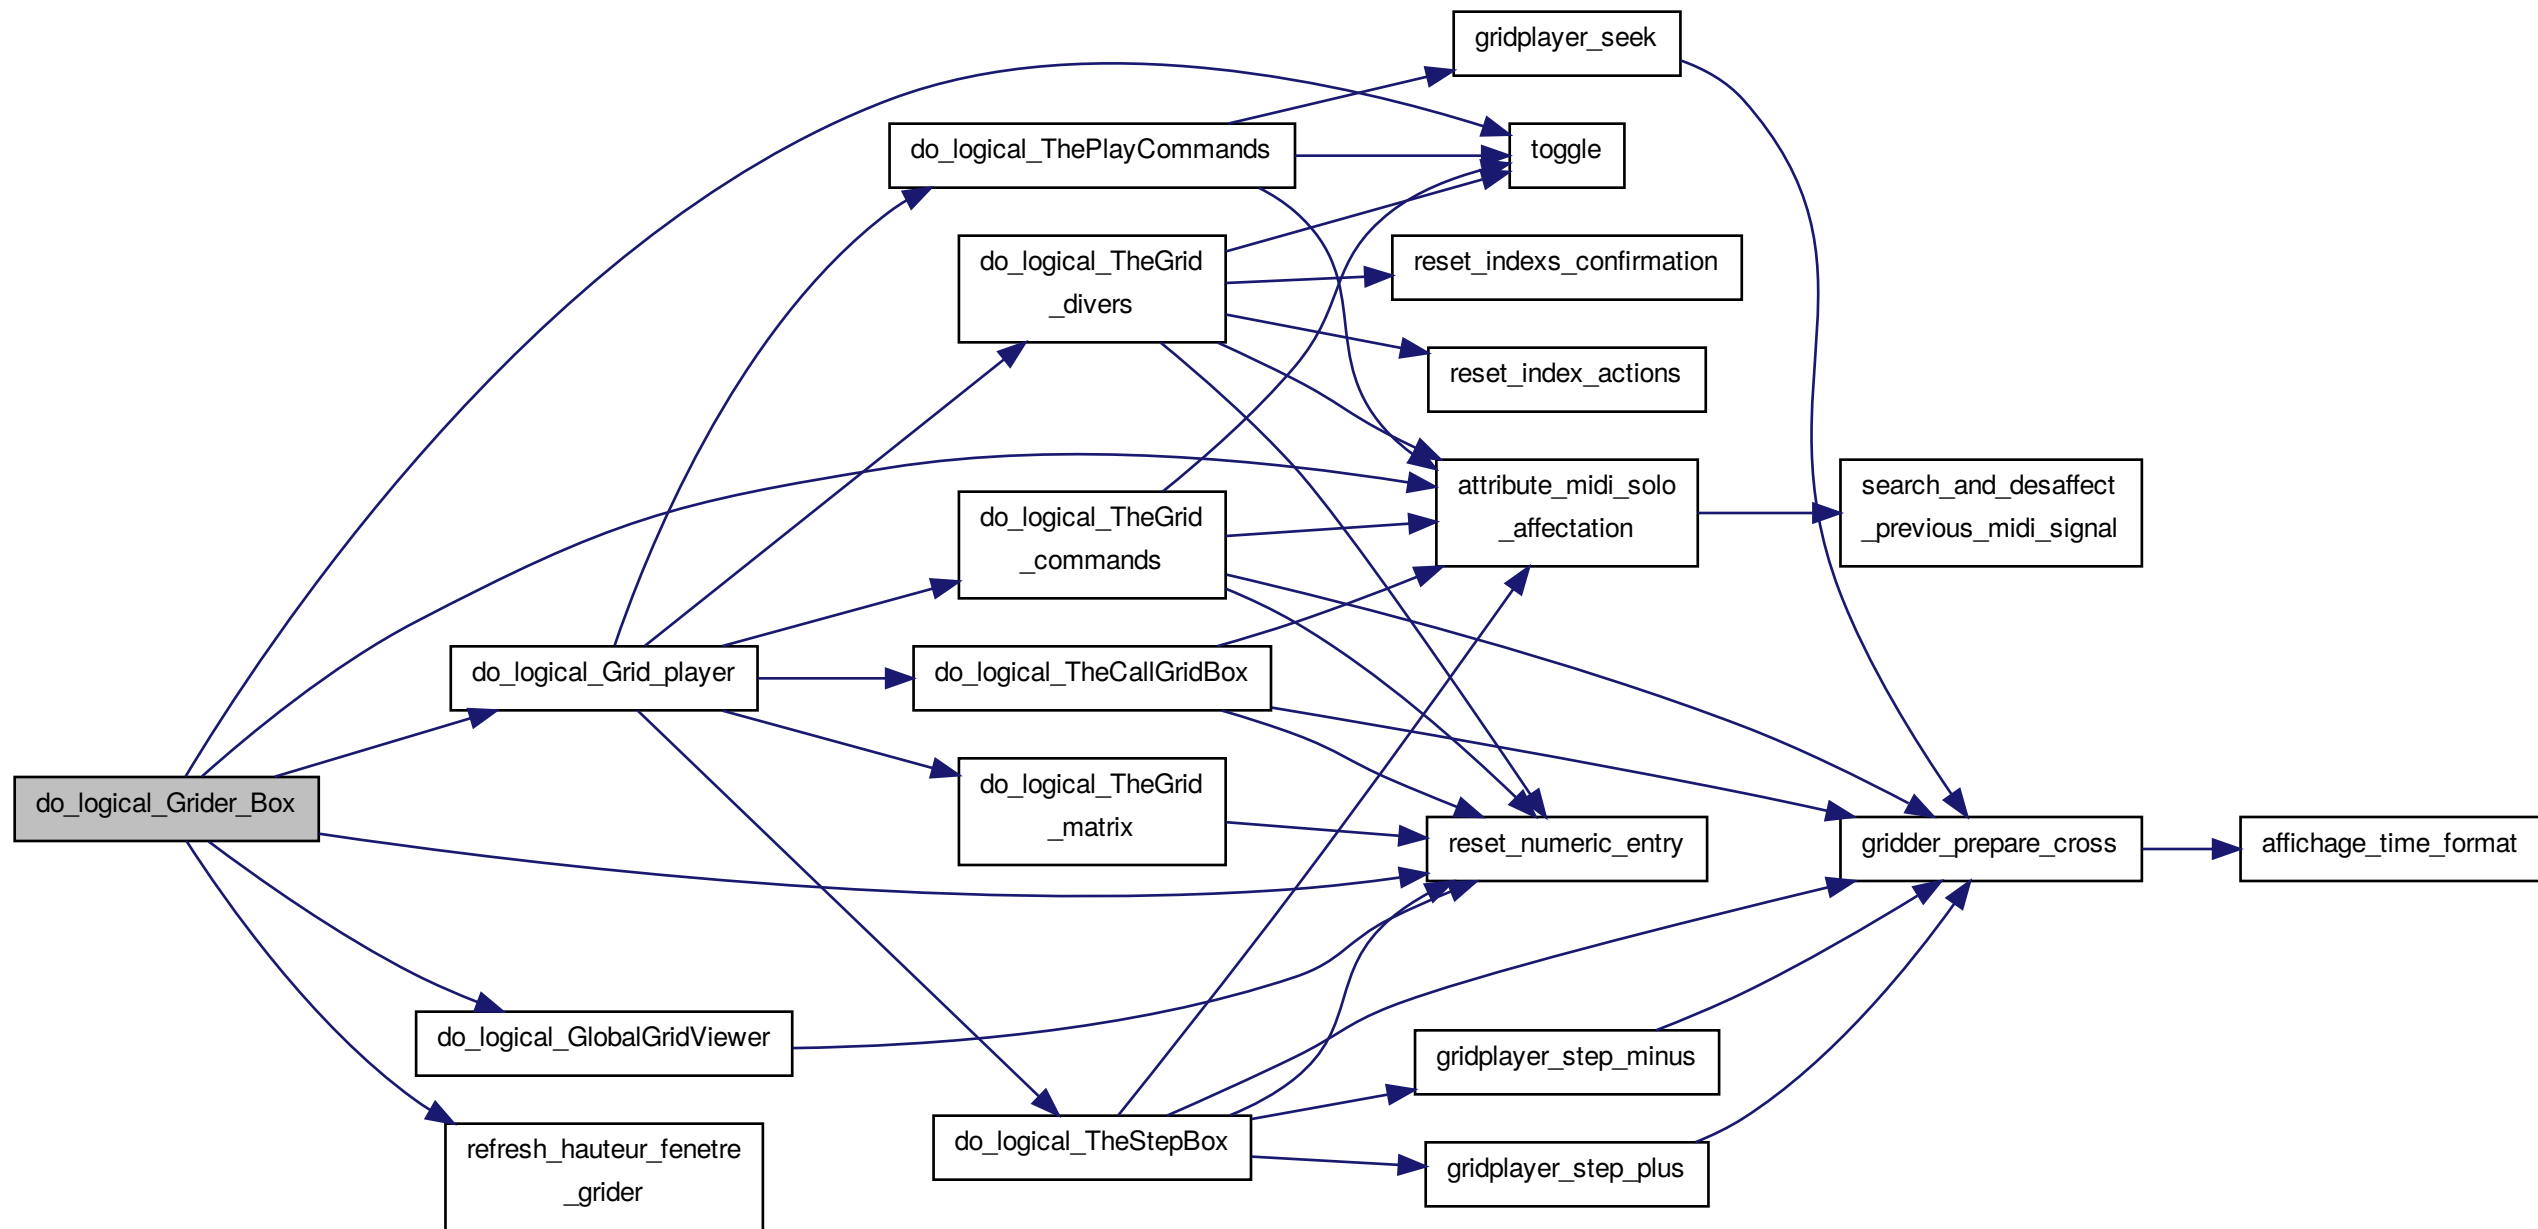 gridplayer_seek
do_logical_ThePlayCommands
toggle
do_logical_TheGrid
_divers
reset_indexs_confirmation
reset_index_actions
do_logical_TheGrid
_commands
attribute_midi_solo
_affectation
search_and_desaffect
_previous_midi_signal
do_logical_Grid_player
do_logical_TheCallGridBox
do_logical_Grider_Box
do_logical_TheGrid
_matrix
reset_numeric_entry
gridder_prepare_cross
affichage_time_format
do_logical_GlobalGridViewer
gridplayer_step_minus
refresh_hauteur_fenetre
_grider
do_logical_TheStepBox
gridplayer_step_plus